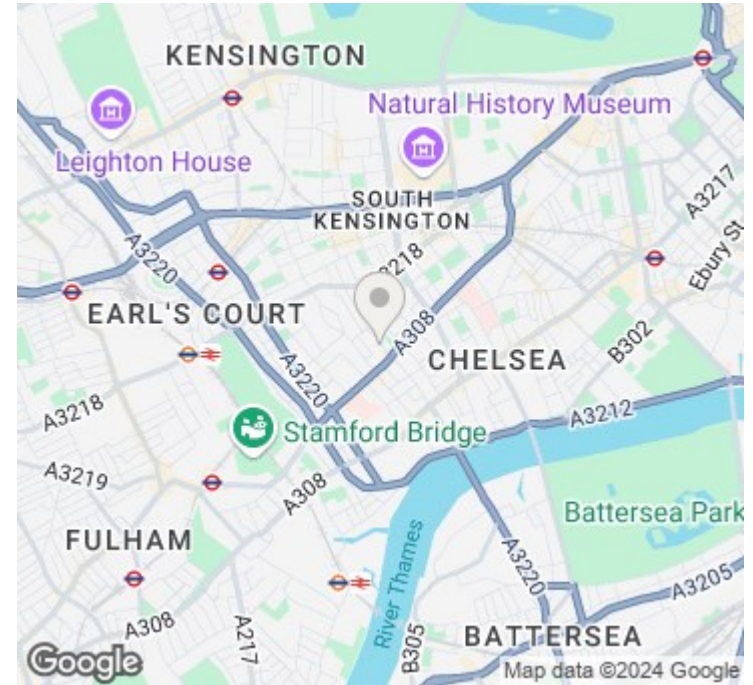 KENSINGTON
Natural History Museum
Leighton House
SOUTH
KENSINGTON
A3217
A3220
A3218
Ebury St
EARL'S COURT
A308
B302
CHELSEA
A3220
A3218
A3212
Stamford Bridge
A3219
A308
Battersea Park
FULHAM
River Thames
A3220
A3205
A308
A217
B305
BATTERSEA
Google
Map data ©2024 Google